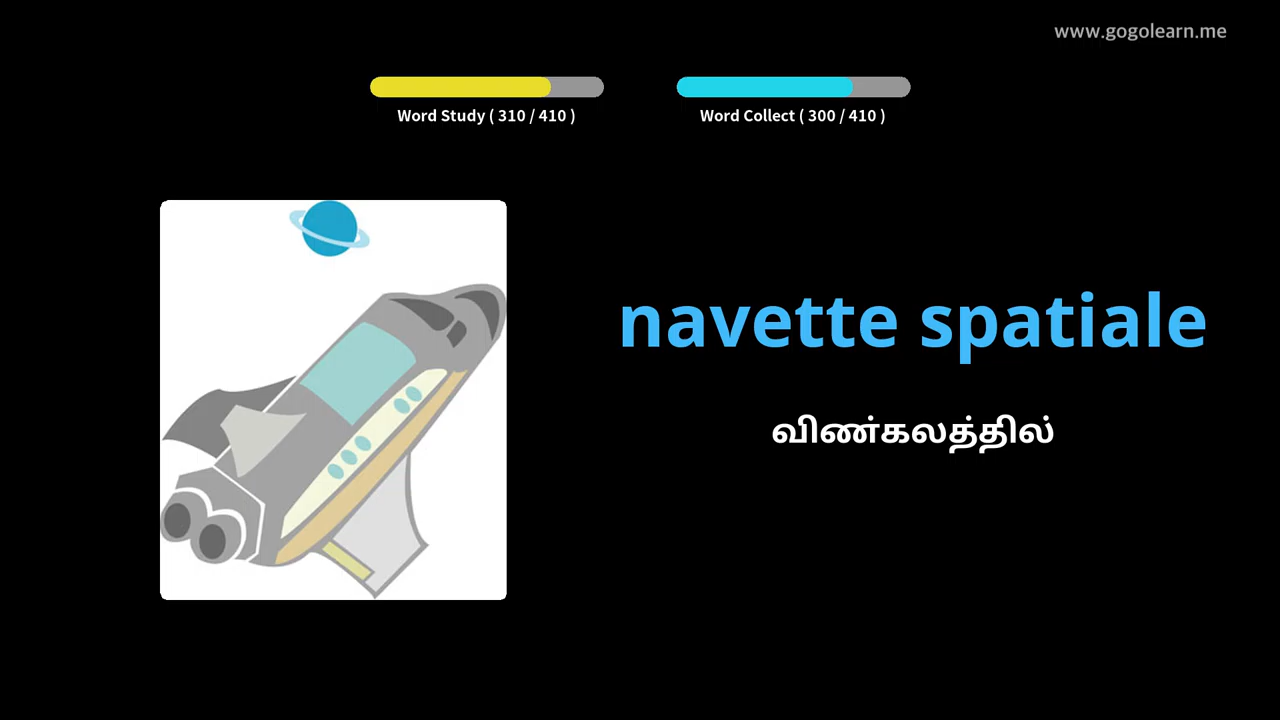 www.gogolearn.me
Word Study ( 310 / 410 )
Word Collect ( 300 / 410 )
navette spatiale
விண்கலத்தில்